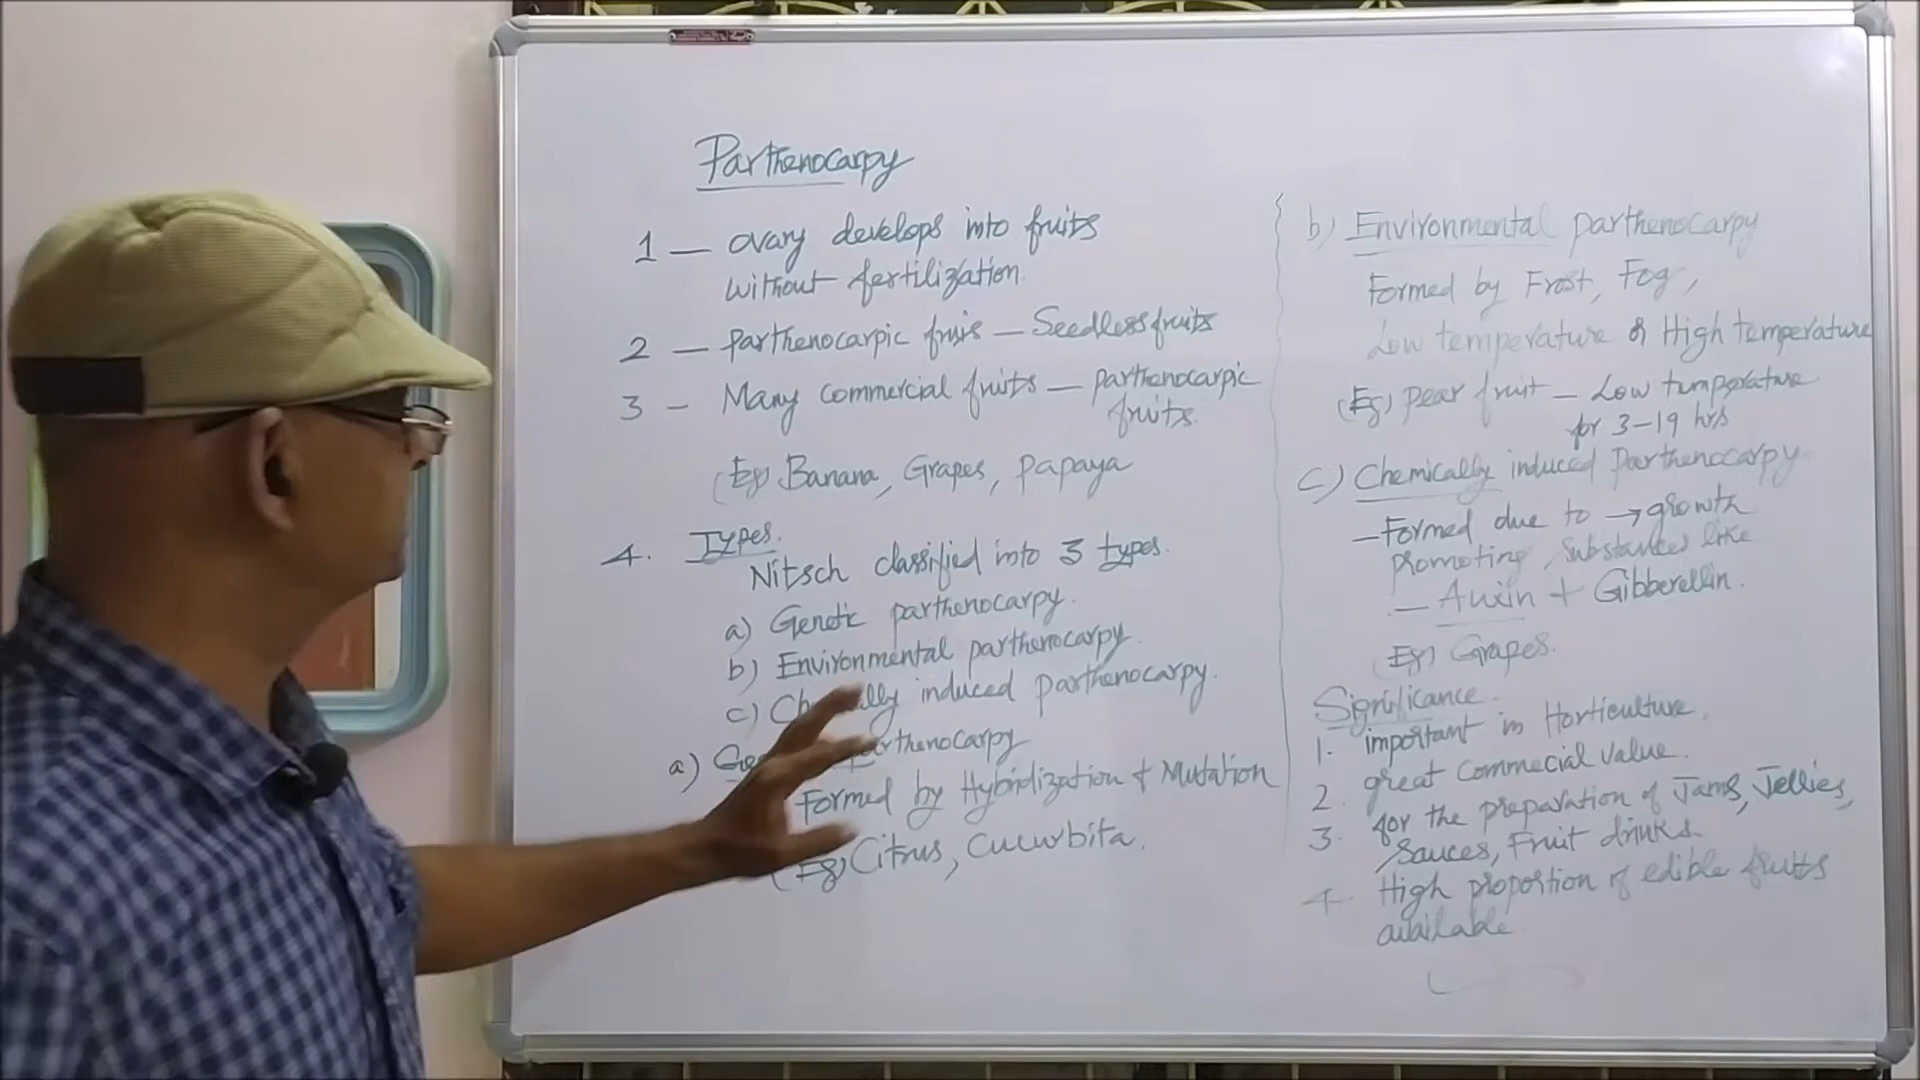 Parthenocarpy
1 — Ovary develops into fruits
without fertilization.
2 — Parthenocarpic fruis — Seedless fruits
3 - Many commercial fruits — parthenocarpic
fruits.
(Eg) Banana, Grapes, papaya
4. Types.
Nitsch classified into 3 types.
a) Genetic parthenocarpy.
b) Environmental parthenocarpy.
c) induced parthenocarpy.
a) parthenocarpy
Formed by Hybridization + Mutation
(Eg) Citrus, Cucurbita.
b) Environmental parthenocarpy
Formed by Frost, Fog,
Low temperature & High temperature
(Eg) pear fruit — Low tumperature
for 3-19 hrs
c) Chemically induced parthenocarpy
— Formed due to → growth
promoting, substances like
— Auxin + Gibberellin.
(Eg) Grapes.
Significance.
1. important in Horticulture.
2. great commecial value.
3. for the preparation of Jams, Jellies,
Sauces, Fruit drinks.
4. High proportion of edible fruits
available.